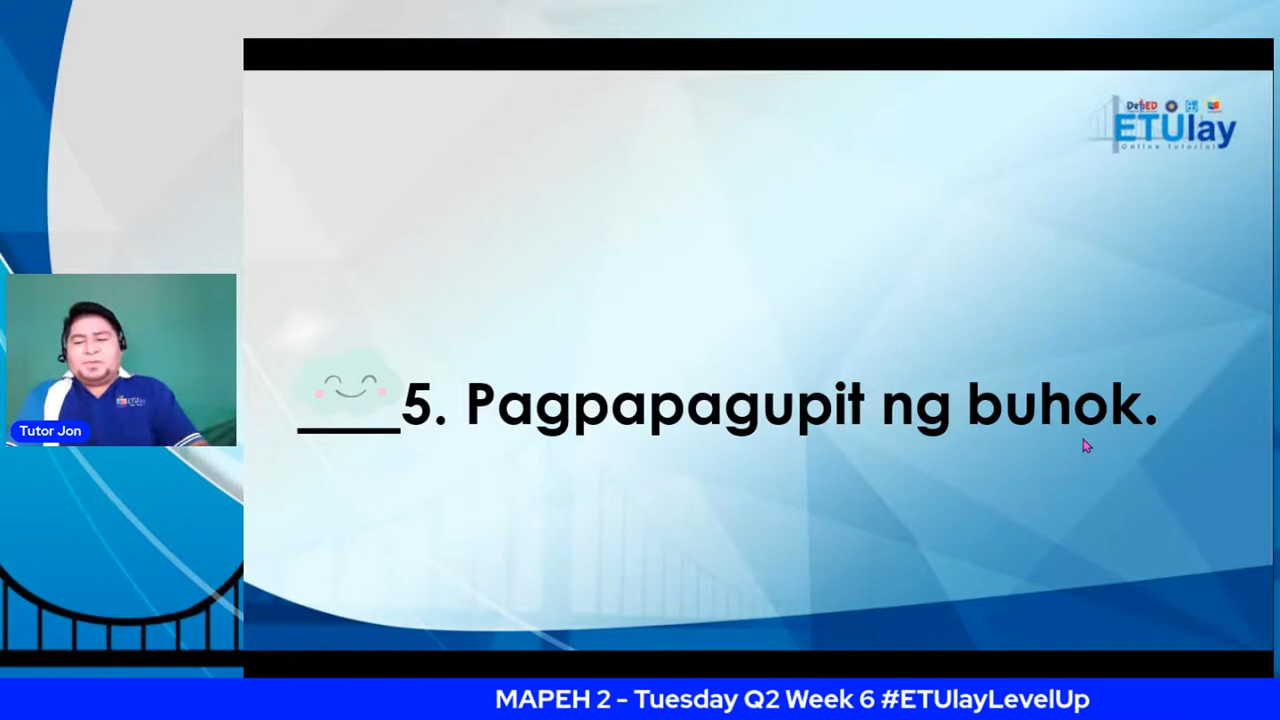 DepED
ETUlay
Online Tutorial
____5. Pagpapagupit ng buhok.
Tutor Jon
MAPEH 2 - Tuesday Q2 Week 6 #ETUlayLevelUp